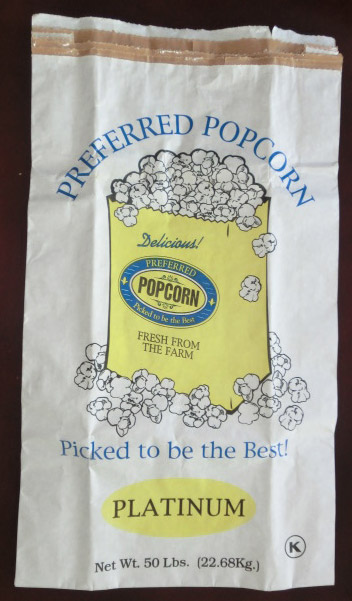 PREFERRED POPCORN
Delicious!
PREFERRED
POPCORN
Picked to be the Best
FRESH FROM
THE FARM
Picked to be the Best!
PLATINUM
K
Net Wt. 50 Lbs. (22.68Kg.)